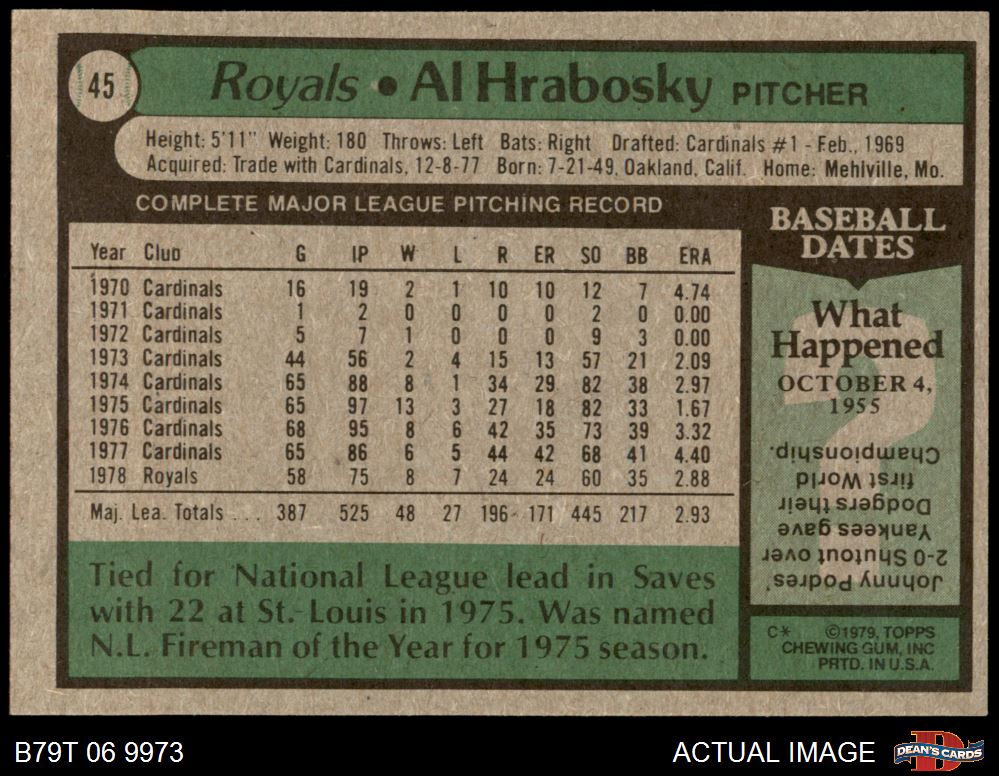 45
Royals • Al Hrabosky PITCHER
Height: 5'11" Weight: 180 Throws: Left Bats: Right Drafted: Cardinals #1 - Feb., 1969
Acquired: Trade with Cardinals, 12-8-77 Born: 7-21-49, Oakland, Calif. Home: Mehlville, Mo.
COMPLETE MAJOR LEAGUE PITCHING RECORD
Year Club G IP W L R ER SO BB ERA
1970 Cardinals 16 19 2 1 10 10 12 7 4.74
1971 Cardinals 1 2 0 0 0 0 2 0 0.00
1972 Cardinals 5 7 1 0 0 0 9 3 0.00
1973 Cardinals 44 56 2 4 15 13 57 21 2.09
1974 Cardinals 65 88 8 1 34 29 82 38 2.97
1975 Cardinals 65 97 13 3 27 18 82 33 1.67
1976 Cardinals 68 95 8 6 42 35 73 39 3.32
1977 Cardinals 65 86 6 5 44 42 68 41 4.40
1978 Royals 58 75 8 7 24 24 60 35 2.88
Maj. Lea. Totals ... 387 525 48 27 196 171 445 217 2.93
Tied for National League lead in Saves
with 22 at St. Louis in 1975. Was named
N.L. Fireman of the Year for 1975 season.
BASEBALL
DATES
What
Happened
OCTOBER 4,
1955
Johnny Podres'
2-0 Shutout over
Yankees gave
Dodgers their
first World
Championship.
C* ©1979, TOPPS
CHEWING GUM, INC
PRTD. IN U.S.A.
B79T 06 9973
ACTUAL IMAGE
DEAN'S CARDS